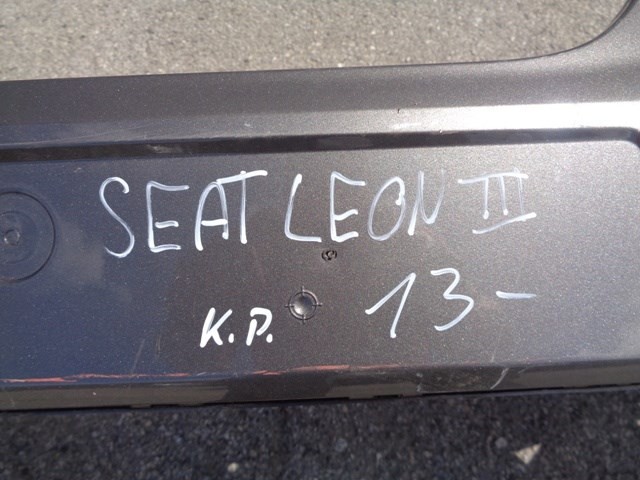 SEAT LEON III
K.P. 13-